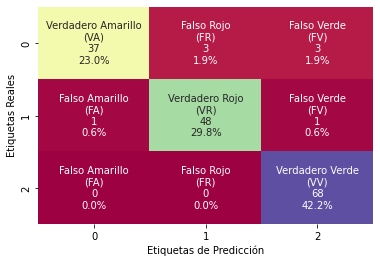 Verdadero Amarillo
(VA)
37
23.0%
Falso Rojo
(FR)
3
1.9%
Falso Verde
(FV)
3
1.9%
Falso Amarillo
(FA)
1
0.6%
Verdadero Rojo
(VR)
48
29.8%
Falso Verde
(FV)
1
0.6%
Falso Amarillo
(FA)
0
0.0%
Falso Rojo
(FR)
0
0.0%
Verdadero Verde
(VV)
68
42.2%
0
1
2
Etiquetas Reales
0
1
2
Etiquetas de Predicción